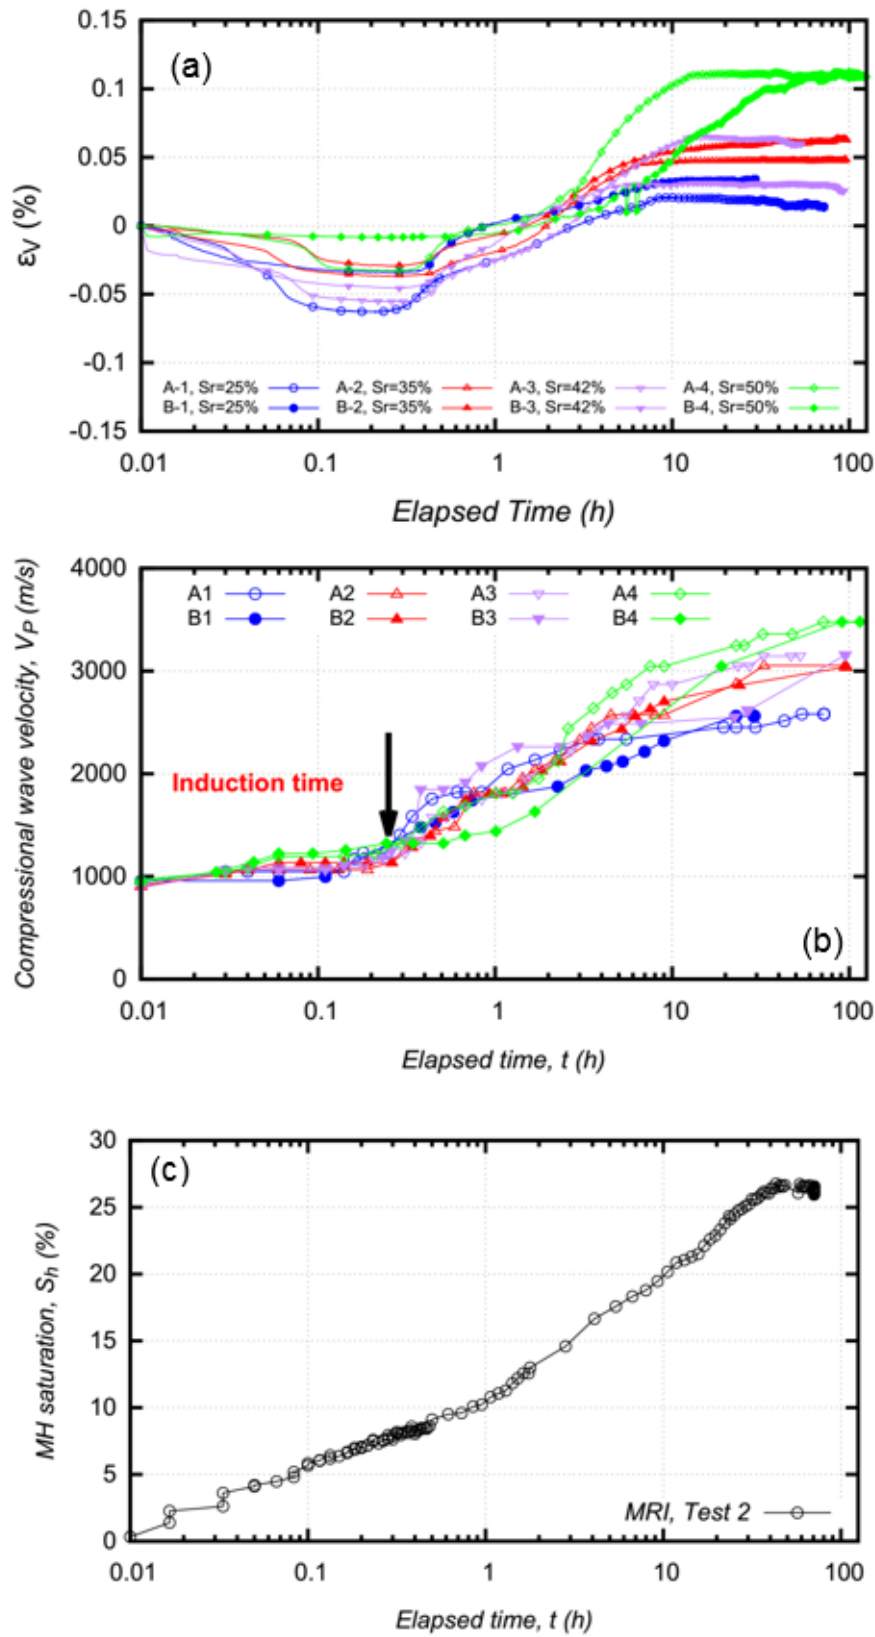 (a)
0.15
0.1
0.05
0
-0.05
-0.1
-0.15
εV (%)
A-1, Sr=25% A-2, Sr=35% A-3, Sr=42% A-4, Sr=50%
B-1, Sr=25% B-2, Sr=35% B-3, Sr=42% B-4, Sr=50%
0.01 0.1 1 10 100
Elapsed Time (h)
4000
3000
2000
1000
0
Compressional wave velocity, VP (m/s)
A1 A2 A3 A4
B1 B2 B3 B4
Induction time
(b)
0.01 0.1 1 10 100
Elapsed time, t (h)
30
25
20
15
10
5
0
MH saturation, Sh (%)
(c)
MRI, Test 2
0.01 0.1 1 10 100
Elapsed time, t (h)